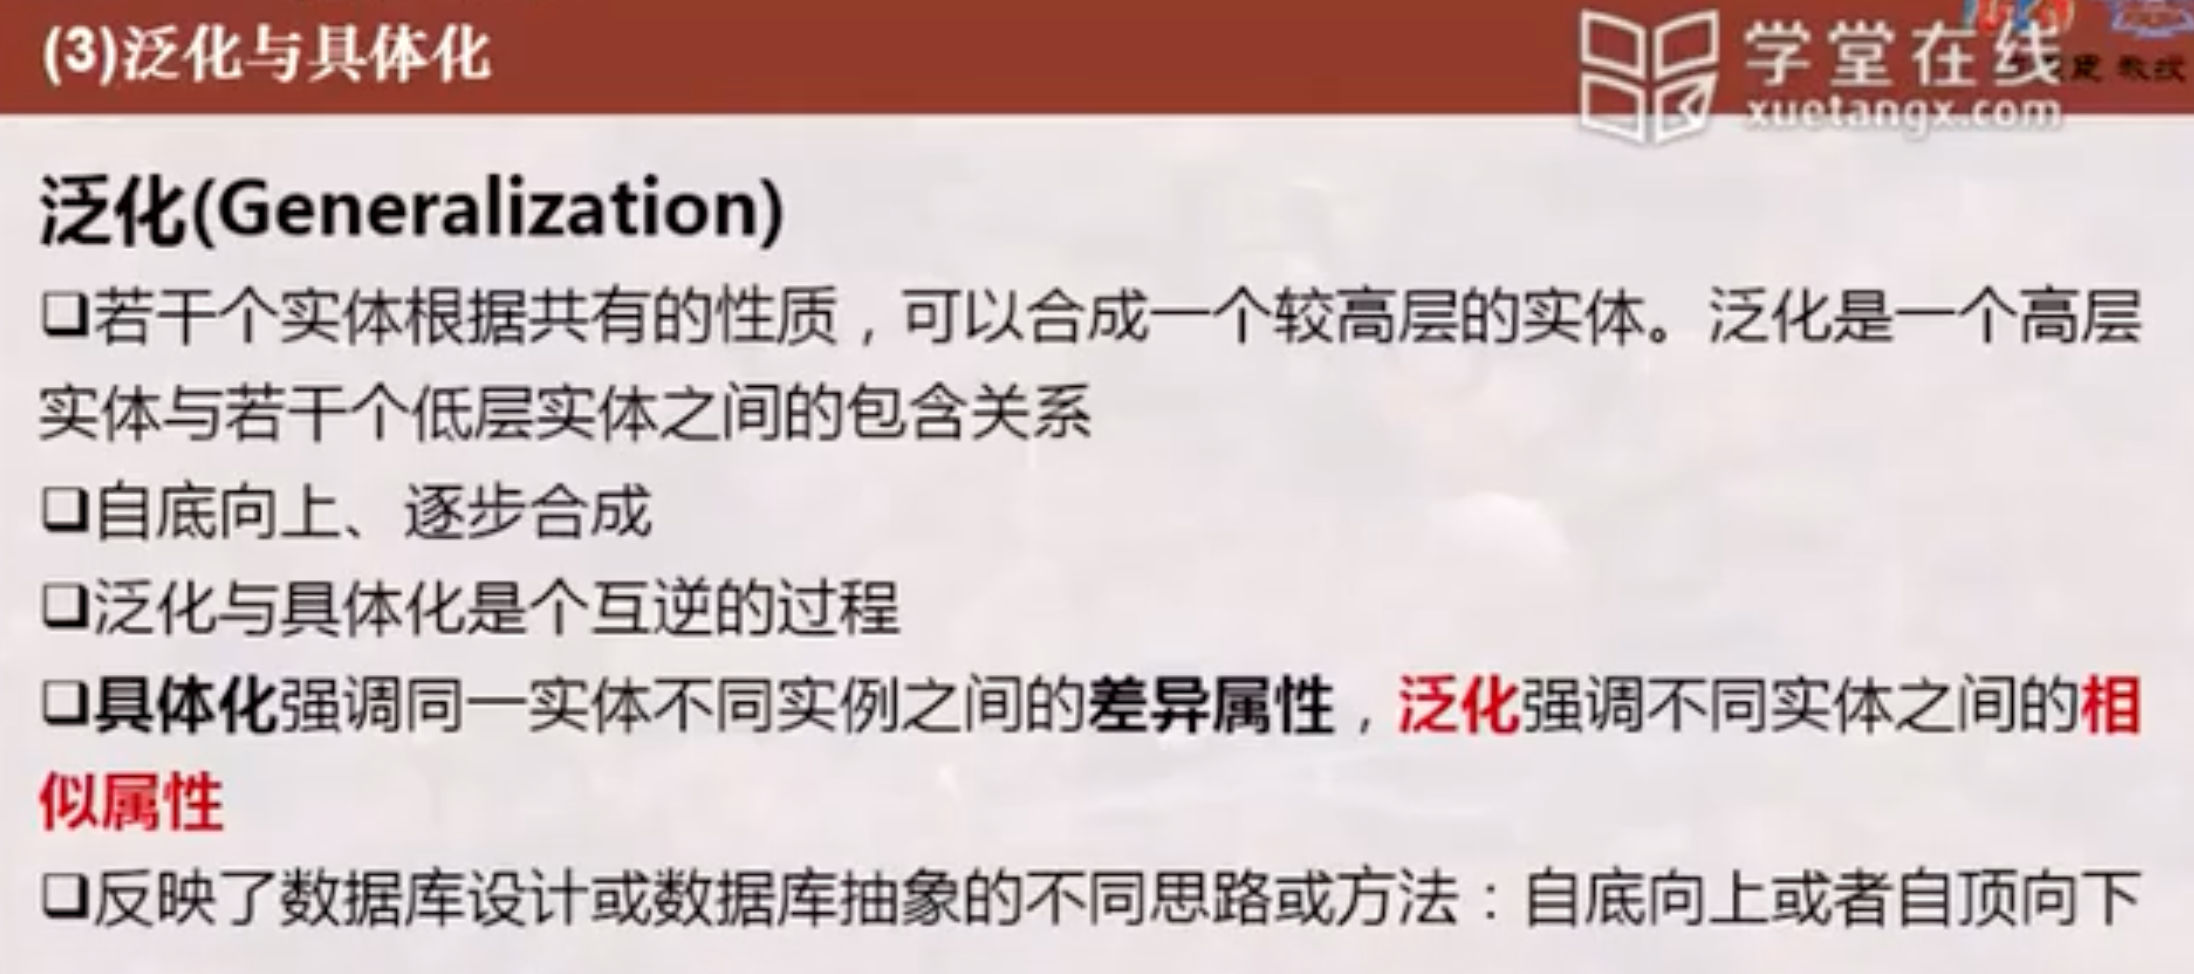 (3)泛化与具体化
学堂在线
教授
xuetangx.com
泛化(Generalization)
❑若干个实体根据共有的性质，可以合成一个较高层的实体。泛化是一个高层
实体与若干个低层实体之间的包含关系
❑自底向上、逐步合成
❑泛化与具体化是个互逆的过程
❑具体化强调同一实体不同实例之间的差异属性，泛化强调不同实体之间的相
似属性
❑反映了数据库设计或数据库抽象的不同思路或方法：自底向上或者自顶向下